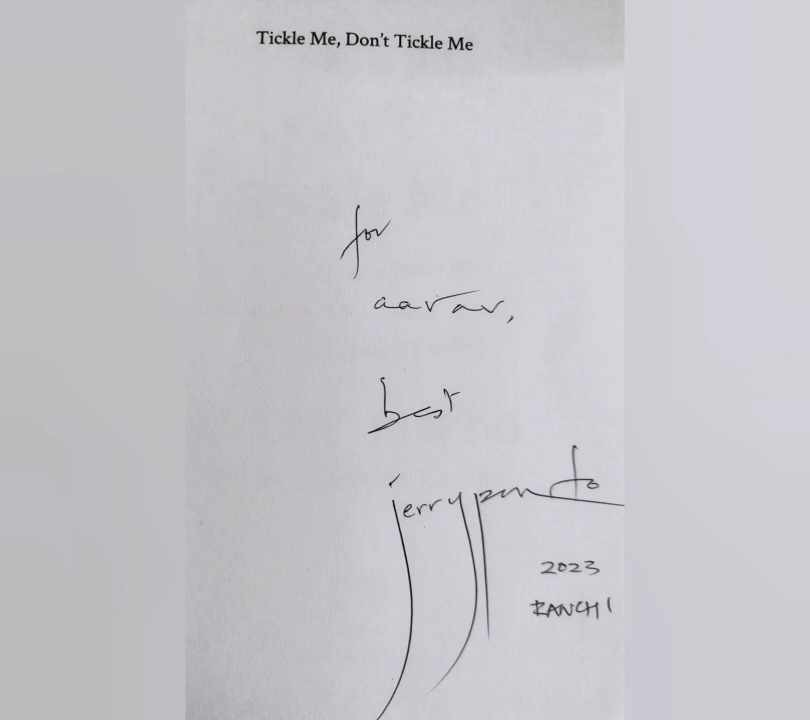 Tickle Me, Don't Tickle Me
for
aarav,
best
jerry pinto
2023
RANCHI